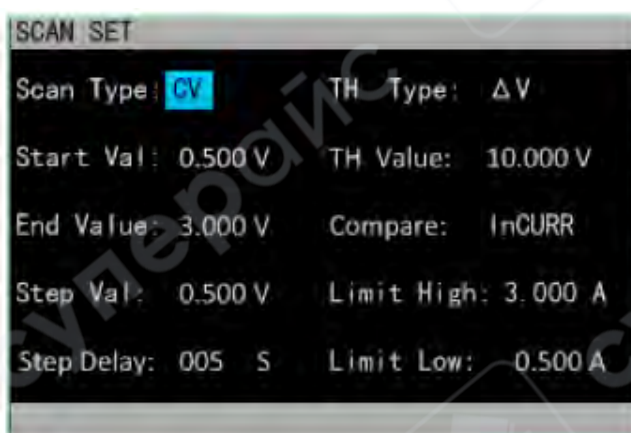 SCAN SET
Scan Type: CV TH Type: ΔV
Start Val: 0.500 V TH Value: 10.000 V
End Value: 3.000 V Compare: InCURR
Step Val: 0.500 V Limit High: 3.000 A
Step Delay: 005 S Limit Low: 0.500 A
суперайс